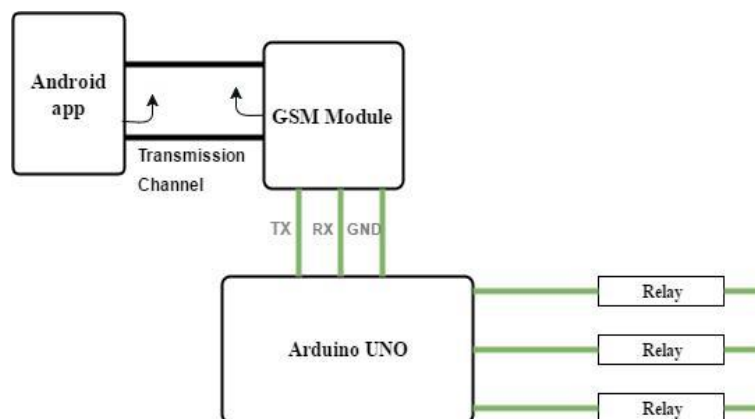 Android
app
GSM Module
Transmission
Channel
TX
RX
GND
Arduino UNO
Relay
Relay
Relay